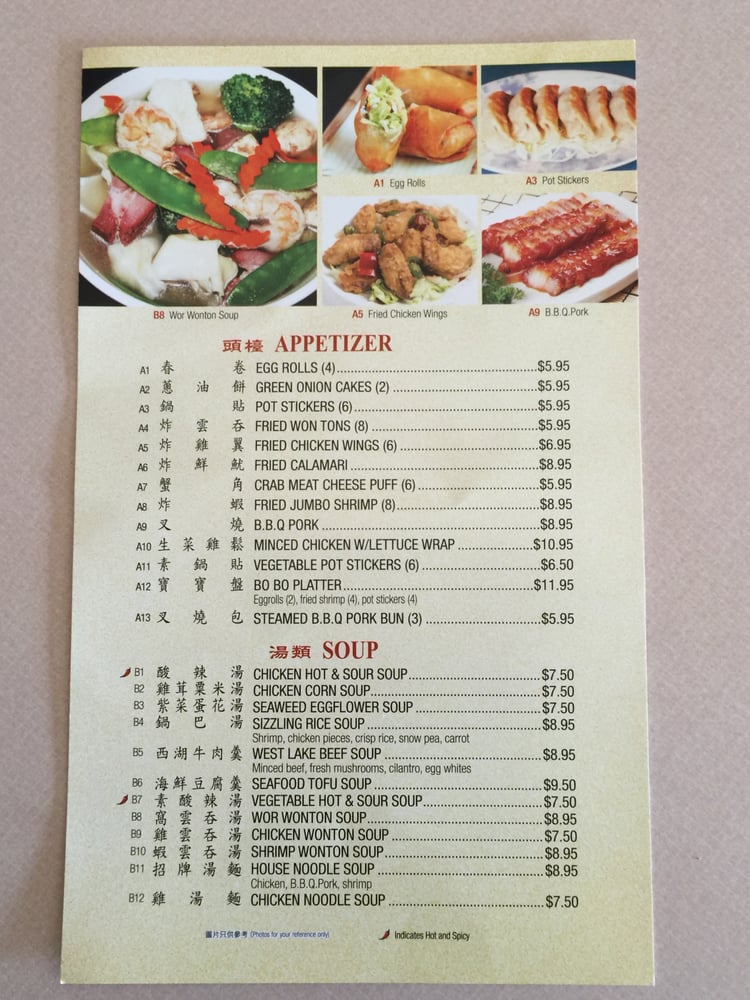 A1 Egg Rolls
A3 Pot Stickers
B8 Wor Wonton Soup
A5 Fried Chicken Wings
A9 B.B.Q.Pork
頭檯 APPETIZER
A1 春卷 EGG ROLLS (4)...$5.95
A2 蔥油餅 GREEN ONION CAKES (2)...$5.95
A3 鍋貼 POT STICKERS (6)...$5.95
A4 炸雲吞 FRIED WON TONS (8)...$5.95
A5 炸雞翼 FRIED CHICKEN WINGS (6)...$6.95
A6 炸鮮魷 FRIED CALAMARI...$8.95
A7 蟹角 CRAB MEAT CHEESE PUFF (6)...$5.95
A8 炸蝦 FRIED JUMBO SHRIMP (8)...$8.95
A9 叉燒 B.B.Q PORK...$8.95
A10 生菜雞鬆 MINCED CHICKEN W/LETTUCE WRAP...$10.95
A11 素鍋貼 VEGETABLE POT STICKERS (6)...$6.50
A12 寶寶盤 BO BO PLATTER...$11.95
Eggrolls (2), fried shrimp (4), pot stickers (4)
A13 叉燒包 STEAMED B.B.Q PORK BUN (3)...$5.95
湯類 SOUP
B1 酸辣湯 CHICKEN HOT & SOUR SOUP...$7.50
B2 雞茸粟米湯 CHICKEN CORN SOUP...$7.50
B3 紫菜蛋花湯 SEAWEED EGGFLOWER SOUP...$7.50
B4 鍋巴湯 SIZZLING RICE SOUP...$8.95
Shrimp, chicken pieces, crisp rice, snow pea, carrot
B5 西湖牛肉羹 WEST LAKE BEEF SOUP...$8.95
Minced beef, fresh mushrooms, cilantro, egg whites
B6 海鮮豆腐羹 SEAFOOD TOFU SOUP...$9.50
B7 素酸辣湯 VEGETABLE HOT & SOUR SOUP...$7.50
B8 窩雲吞湯 WOR WONTON SOUP...$8.95
B9 雞雲吞湯 CHICKEN WONTON SOUP...$7.50
B10 蝦雲吞湯 SHRIMP WONTON SOUP...$8.95
B11 招牌湯麵 HOUSE NOODLE SOUP...$8.95
Chicken, B.B.Q.Pork, shrimp
B12 雞湯麵 CHICKEN NOODLE SOUP...$7.50
圖片只供參考 (Photos for your reference only)
Indicates Hot and Spicy